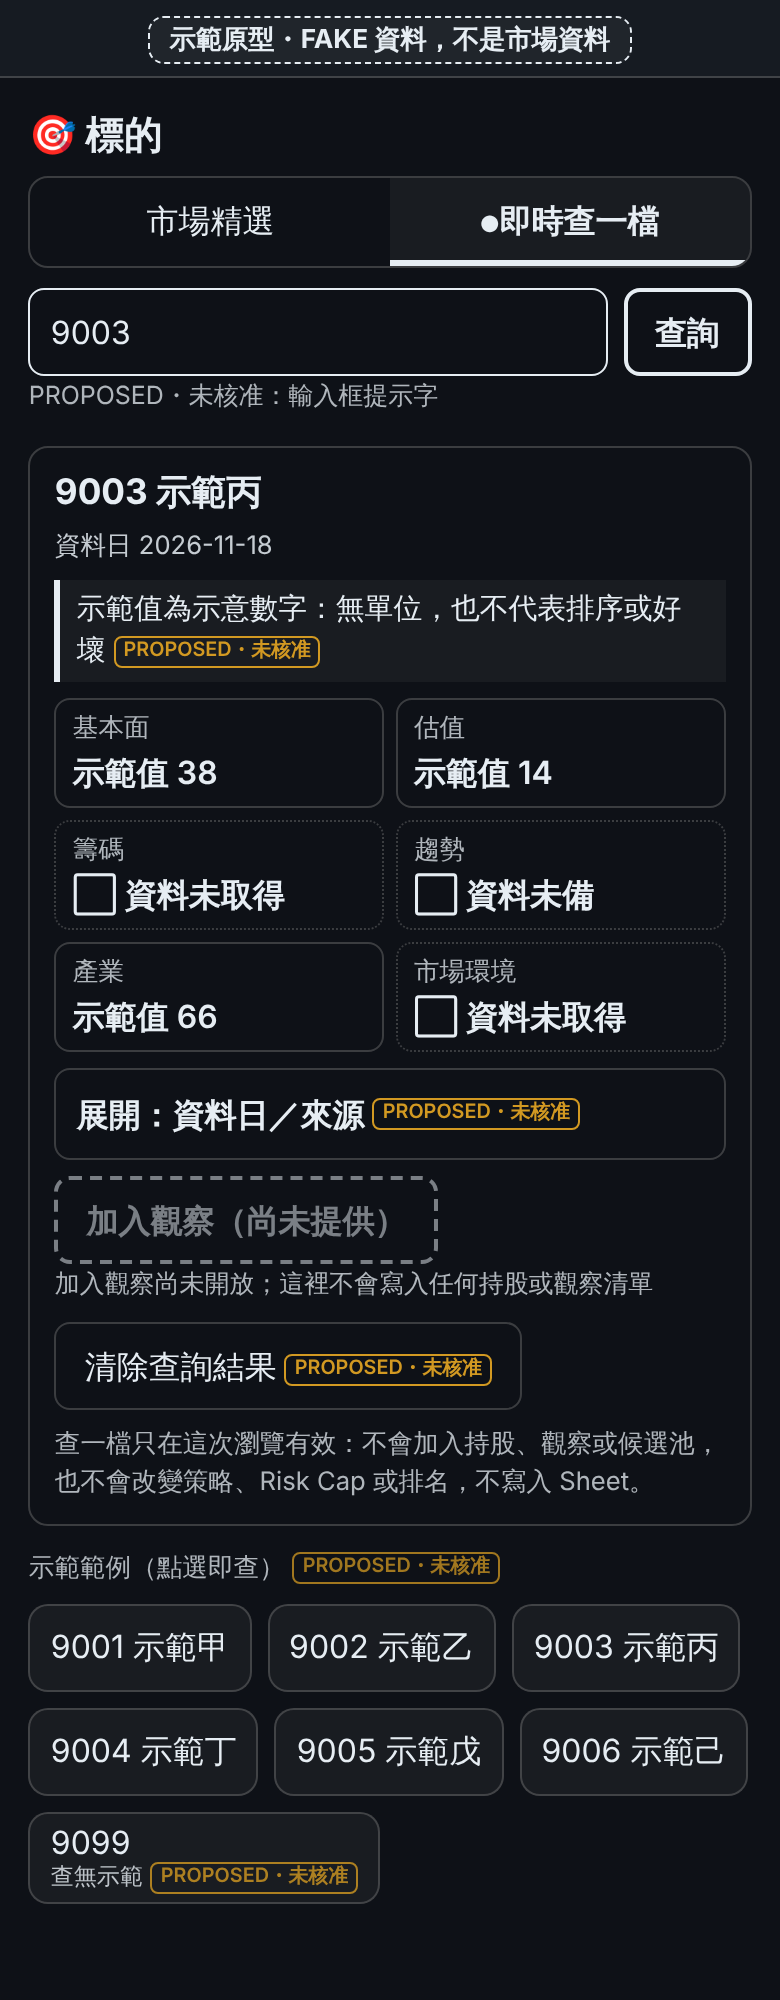 示範原型・FAKE 資料，不是市場資料
🎯 標的
市場精選
●即時查一檔
9003
查詢
PROPOSED・未核准：輸入框提示字
9003 示範丙
資料日 2026-11-18
示範值為示意數字：無單位，也不代表排序或好
壞 PROPOSED・未核准
基本面
示範值 38
估值
示範值 14
籌碼
□ 資料未取得
趨勢
□ 資料未備
產業
示範值 66
市場環境
□ 資料未取得
展開：資料日／來源 PROPOSED・未核准
加入觀察（尚未提供）
加入觀察尚未開放；這裡不會寫入任何持股或觀察清單
清除查詢結果 PROPOSED・未核准
查一檔只在這次瀏覽有效：不會加入持股、觀察或候選池，
也不會改變策略、Risk Cap 或排名，不寫入 Sheet。
示範範例（點選即查） PROPOSED・未核准
9001 示範甲
9002 示範乙
9003 示範丙
9004 示範丁
9005 示範戊
9006 示範己
9099
查無示範 PROPOSED・未核准